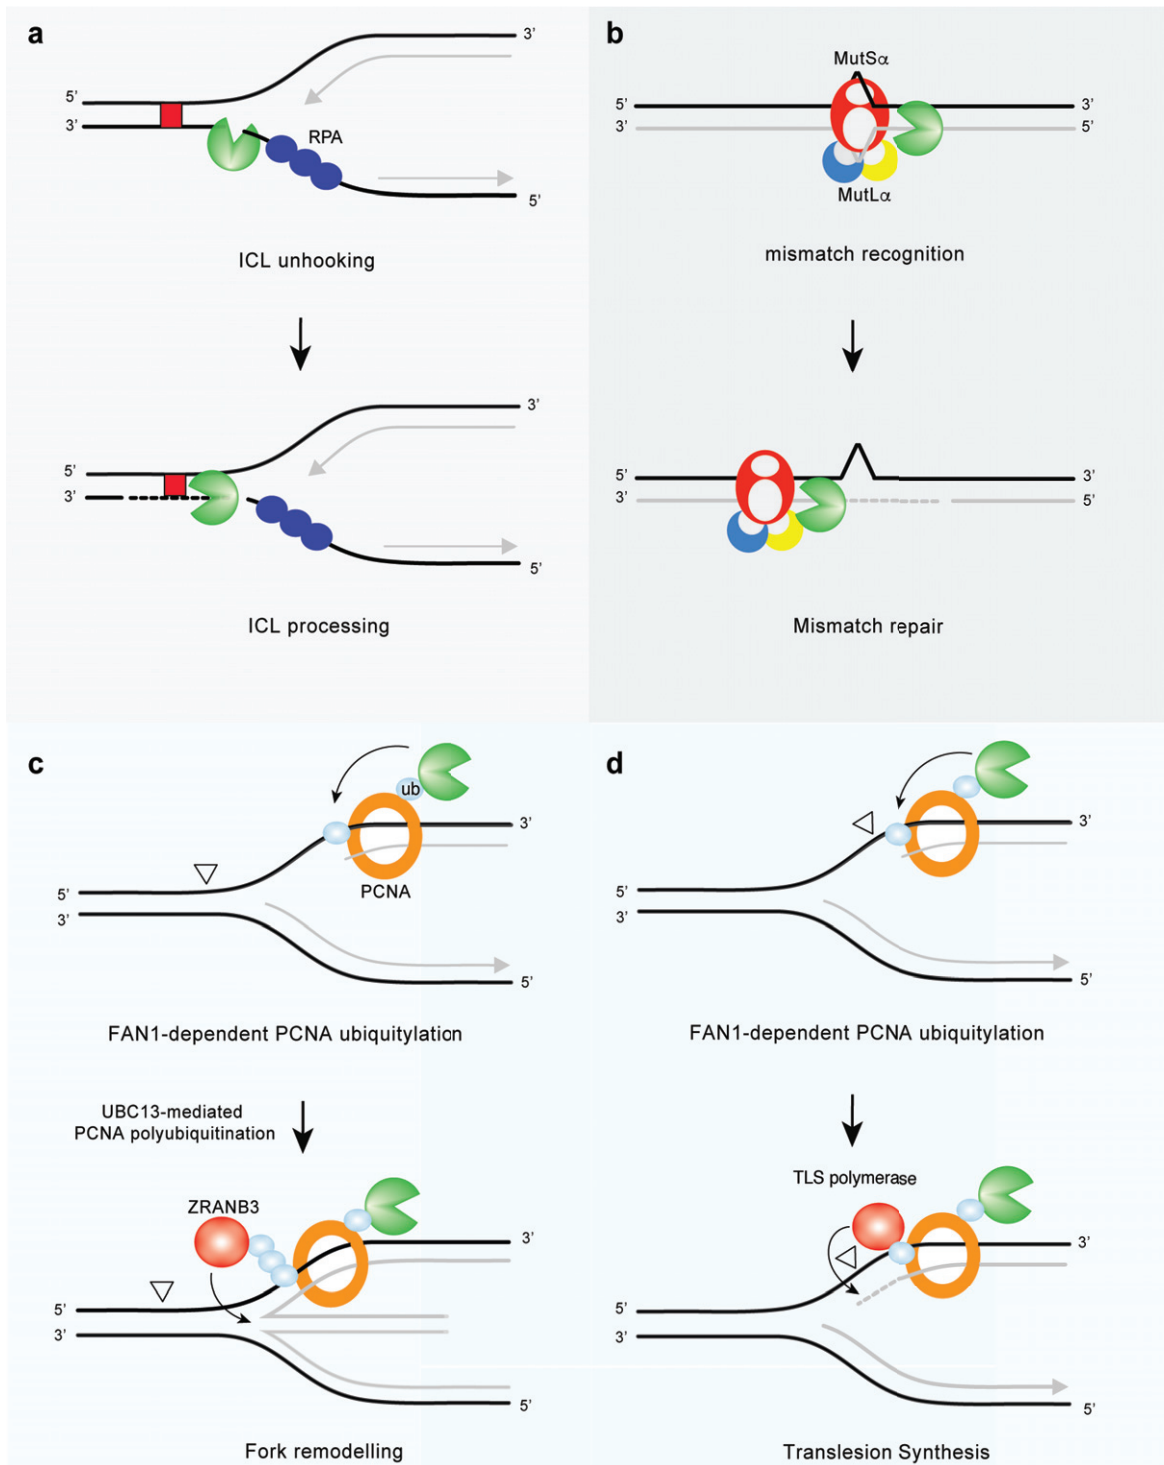 a
3’
5’
3’
RPA
5’
ICL unhooking
3’
5’
3’
5’
ICL processing
b
MutSα
5’
3’
3’
5’
MutLα
mismatch recognition
5’
3’
3’
5’
Mismatch repair
c
ub
3’
PCNA
5’
3’
5’
FAN1-dependent PCNA ubiquitylation
UBC13-mediated
PCNA polyubiquitination
ZRANB3
3’
5’
3’
5’
Fork remodelling
d
3’
5’
3’
5’
FAN1-dependent PCNA ubiquitylation
TLS polymerase
3’
5’
3’
5’
Translesion Synthesis